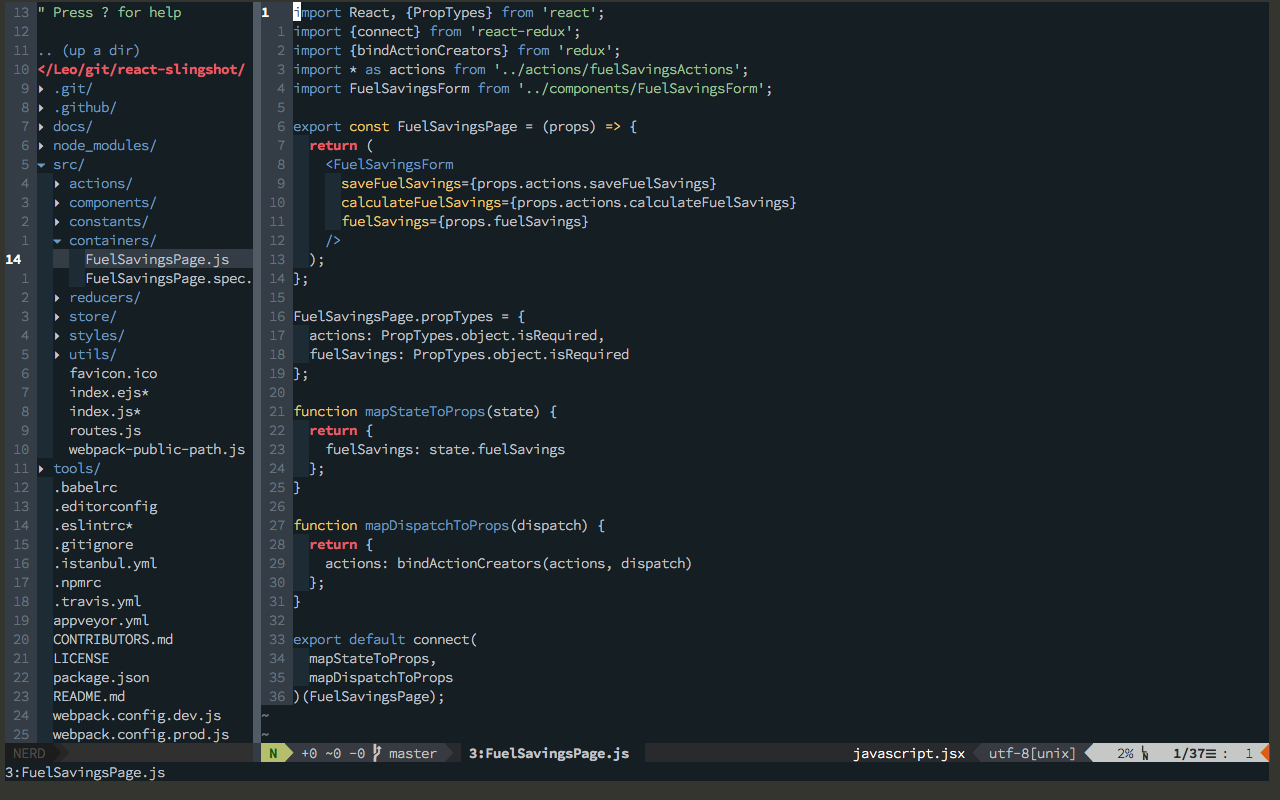 13 " Press ? for help
12
11 .. (up a dir)
10 </Leo/git/react-slingshot/
9 ▸ .git/
8 ▸ .github/
7 ▸ docs/
6 ▸ node_modules/
5 ▾ src/
4 ▸ actions/
3 ▸ components/
2 ▸ constants/
1 ▾ containers/
14 FuelSavingsPage.js
1 FuelSavingsPage.spec.
2 ▸ reducers/
3 ▸ store/
4 ▸ styles/
5 ▸ utils/
6 favicon.ico
7 index.ejs*
8 index.js*
9 routes.js
10 webpack-public-path.js
11 ▸ tools/
12 .babelrc
13 .editorconfig
14 .eslintrc*
15 .gitignore
16 .istanbul.yml
17 .npmrc
18 .travis.yml
19 appveyor.yml
20 CONTRIBUTORS.md
21 LICENSE
22 package.json
23 README.md
24 webpack.config.dev.js
25 webpack.config.prod.js
NERD
1 import React, {PropTypes} from 'react';
1 import {connect} from 'react-redux';
2 import {bindActionCreators} from 'redux';
3 import * as actions from '../actions/fuelSavingsActions';
4 import FuelSavingsForm from '../components/FuelSavingsForm';
5
6 export const FuelSavingsPage = (props) => {
7 return (
8 <FuelSavingsForm
9 saveFuelSavings={props.actions.saveFuelSavings}
10 calculateFuelSavings={props.actions.calculateFuelSavings}
11 fuelSavings={props.fuelSavings}
12 />
13 );
14 };
15
16 FuelSavingsPage.propTypes = {
17 actions: PropTypes.object.isRequired,
18 fuelSavings: PropTypes.object.isRequired
19 };
20
21 function mapStateToProps(state) {
22 return {
23 fuelSavings: state.fuelSavings
24 };
25 }
26
27 function mapDispatchToProps(dispatch) {
28 return {
29 actions: bindActionCreators(actions, dispatch)
30 };
31 }
32
33 export default connect(
34 mapStateToProps,
35 mapDispatchToProps
36 )(FuelSavingsPage);
~
~
N +0 ~0 -0 master 3:FuelSavingsPage.js javascript.jsx utf-8[unix] 2% 1/37☰ : 1
3:FuelSavingsPage.js